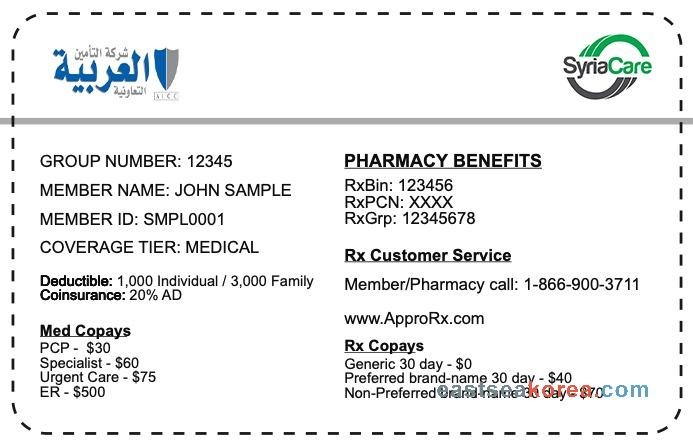 شركة التأمين
العربية
التعاونية
AICC
SyriaCare
GROUP NUMBER: 12345
MEMBER NAME: JOHN SAMPLE
MEMBER ID: SMPL0001
COVERAGE TIER: MEDICAL
Deductible: 1,000 Individual / 3,000 Family
Coinsurance: 20% AD
Med Copays
PCP - $30
Specialist - $60
Urgent Care - $75
ER - $500
PHARMACY BENEFITS
RxBin: 123456
RxPCN: XXXX
RxGrp: 12345678
Rx Customer Service
Member/Pharmacy call: 1-866-900-3711
www.ApproRx.com
Rx Copays
Generic 30 day - $0
Preferred brand-name 30 day - $40
Non-Preferred brand-name 30 day - $70
eastseakorea.com